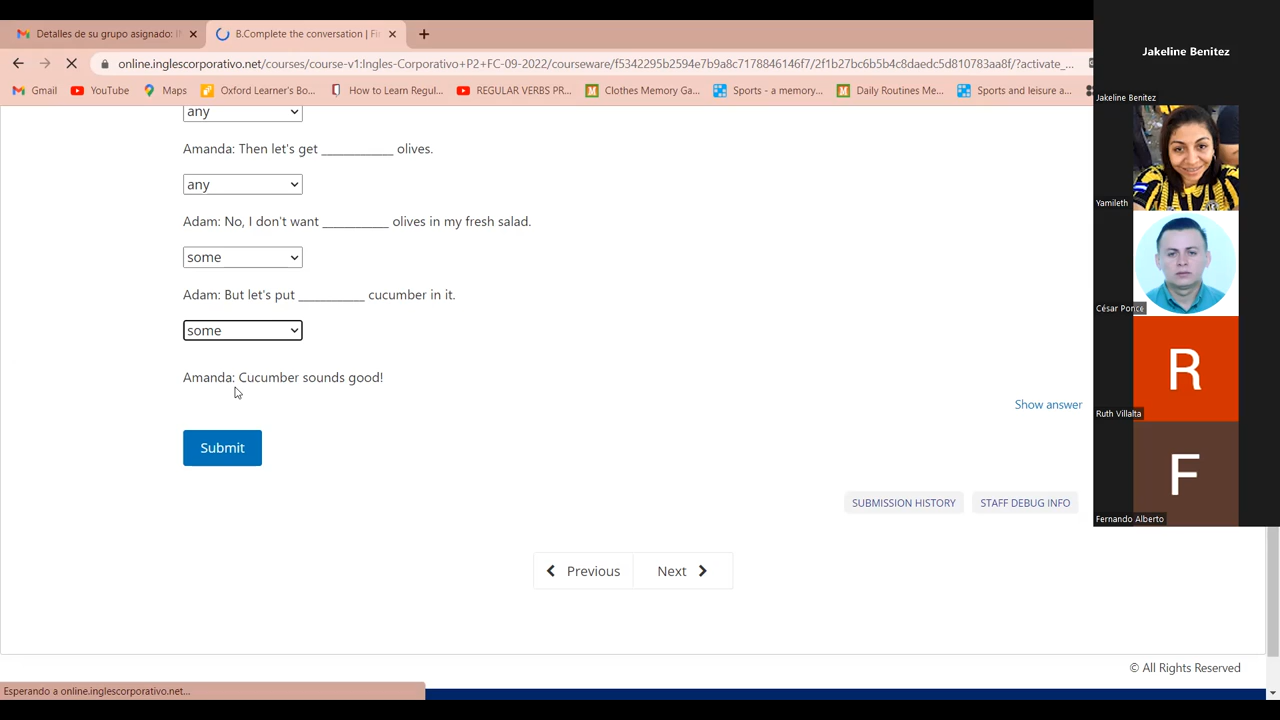 Detalles de su grupo asignado: I
B.Complete the conversation | Fu
online.inglescorporativo.net/courses/course-v1:Ingles-Corporativo+P2+FC-09-2022/courseware/f5342295b2594e7b9a8c7178846146f7/2f1b27bc6b5b4c8daedc5d810783aa8f/?activate_...
Gmail YouTube Maps Oxford Learner's Bo... How to Learn Regul... REGULAR VERBS PR... Clothes Memory Ga... Sports - a memory... Daily Routines Me... Sports and leisure a...
any
Amanda: Then let's get ____________ olives.
any
Adam: No, I don't want ___________ olives in my fresh salad.
some
Adam: But let's put ___________ cucumber in it.
some
Amanda: Cucumber sounds good!
Show answer
Submit
SUBMISSION HISTORY STAFF DEBUG INFO
Previous Next
© All Rights Reserved
Esperando a online.inglescorporativo.net...
Jakeline Benitez
Jakeline Benitez
Yamileth
César Ponce
R
Ruth Villalta
F
Fernando Alberto